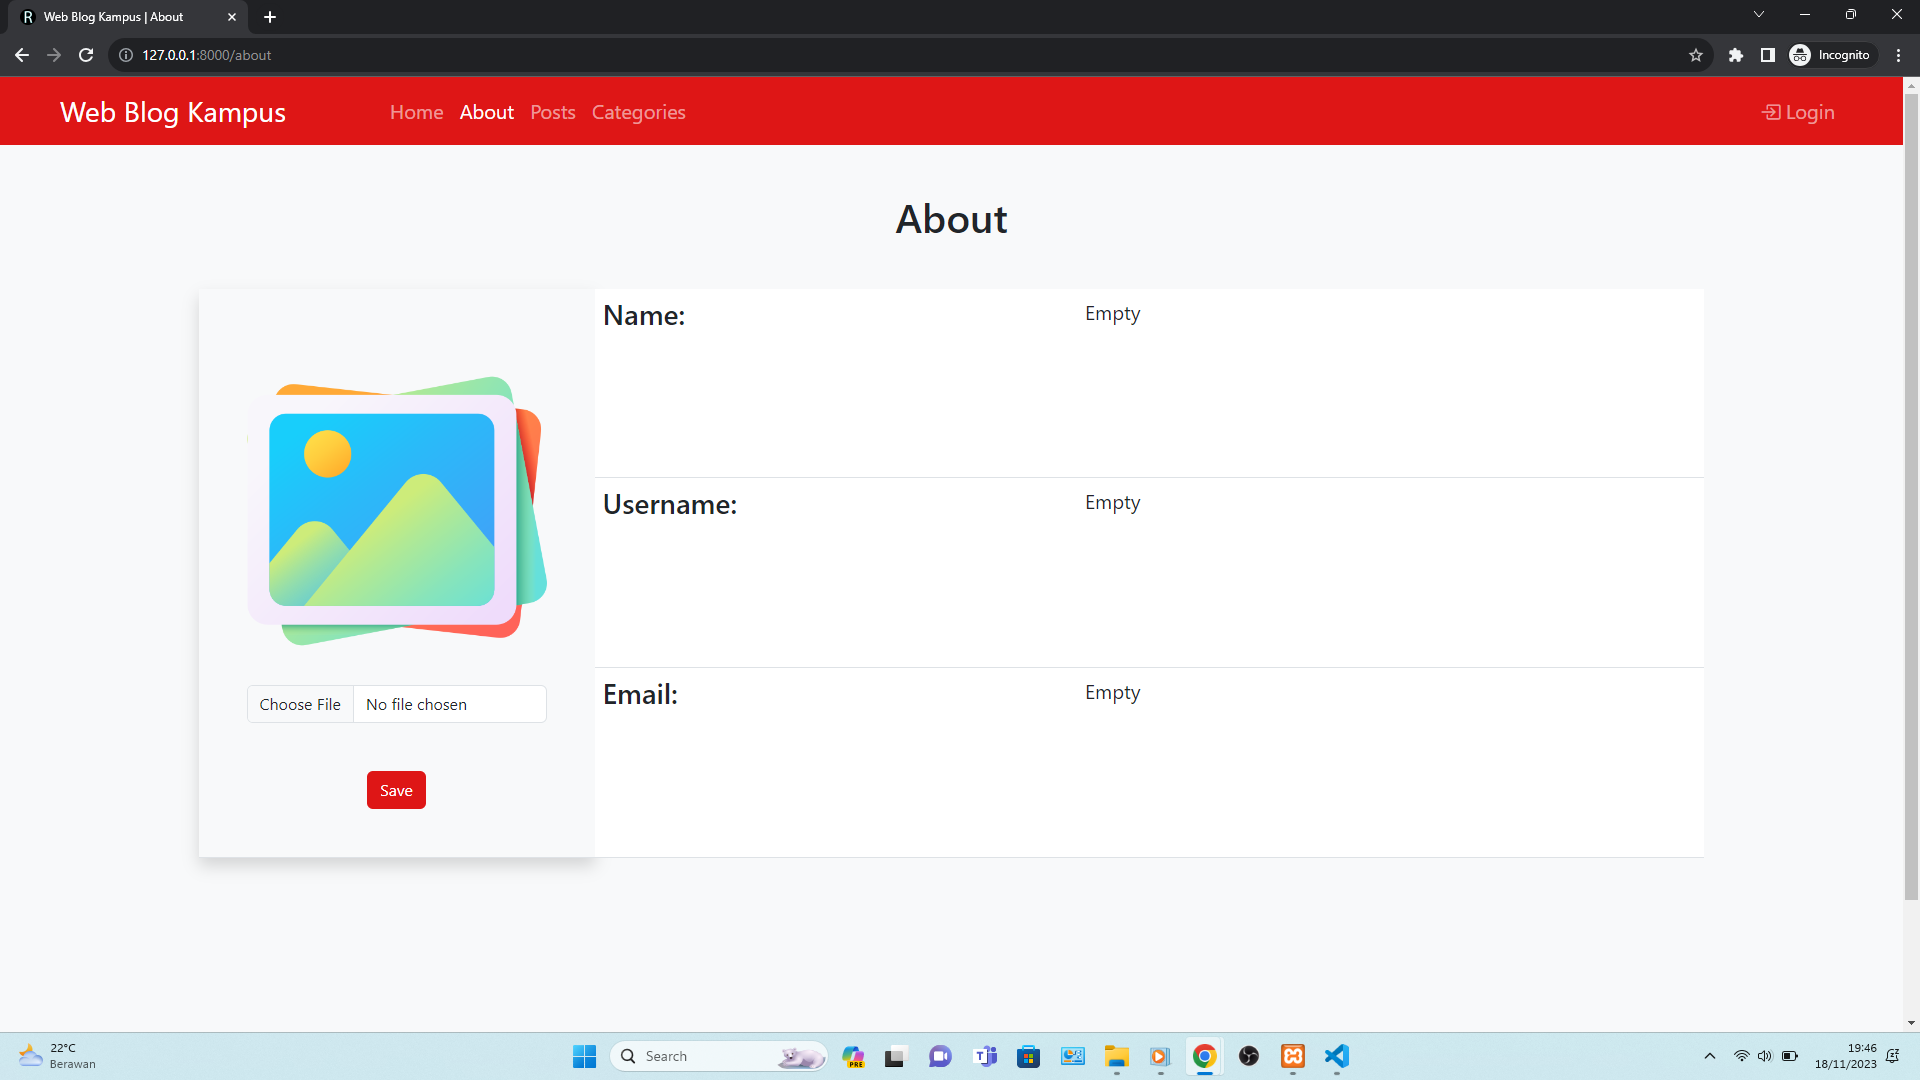 Web Blog Kampus | About
127.0.0.1:8000/about
Incognito
Web Blog Kampus
Home About Posts Categories
Login
About
Name: Empty
Username: Empty
Email: Empty
Choose File No file chosen
Save
22°C
Berawan
Search
PRE
19:46
18/11/2023